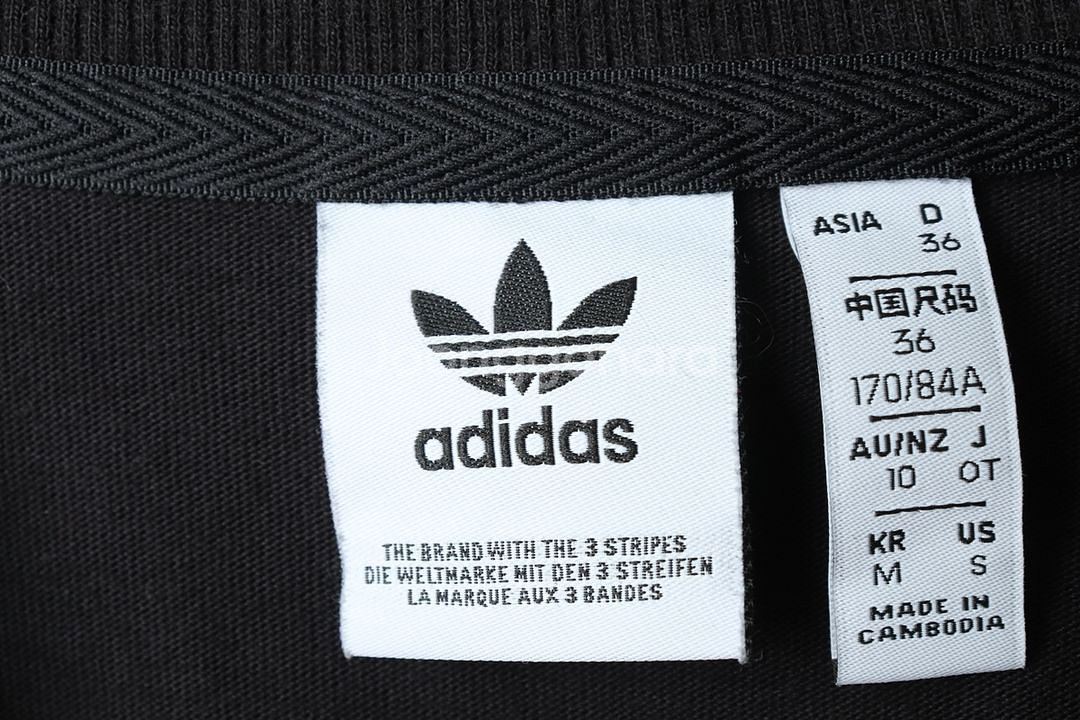 adidas
THE BRAND WITH THE 3 STRIPES
DIE WELTMARKE MIT DEN 3 STREIFEN
LA MARQUE AUX 3 BANDES
ASIA D
36
中国尺码
36
170/84A
AU/NZ J
10 OT
KR US
M S
MADE IN
CAMBODIA